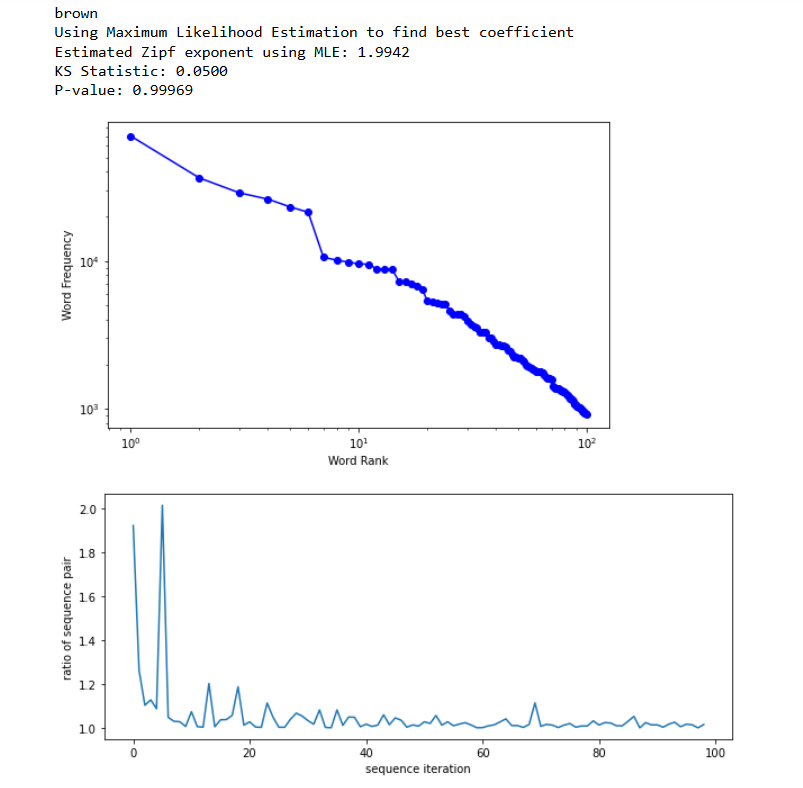 brown
Using Maximum Likelihood Estimation to find best coefficient
Estimated Zipf exponent using MLE: 1.9942
KS Statistic: 0.0500
P-value: 0.99969
Word Frequency
10⁴
10³
10⁰ 10¹ 10²
Word Rank
ratio of sequence pair
2.0
1.8
1.6
1.4
1.2
1.0
0 20 40 60 80 100
sequence iteration